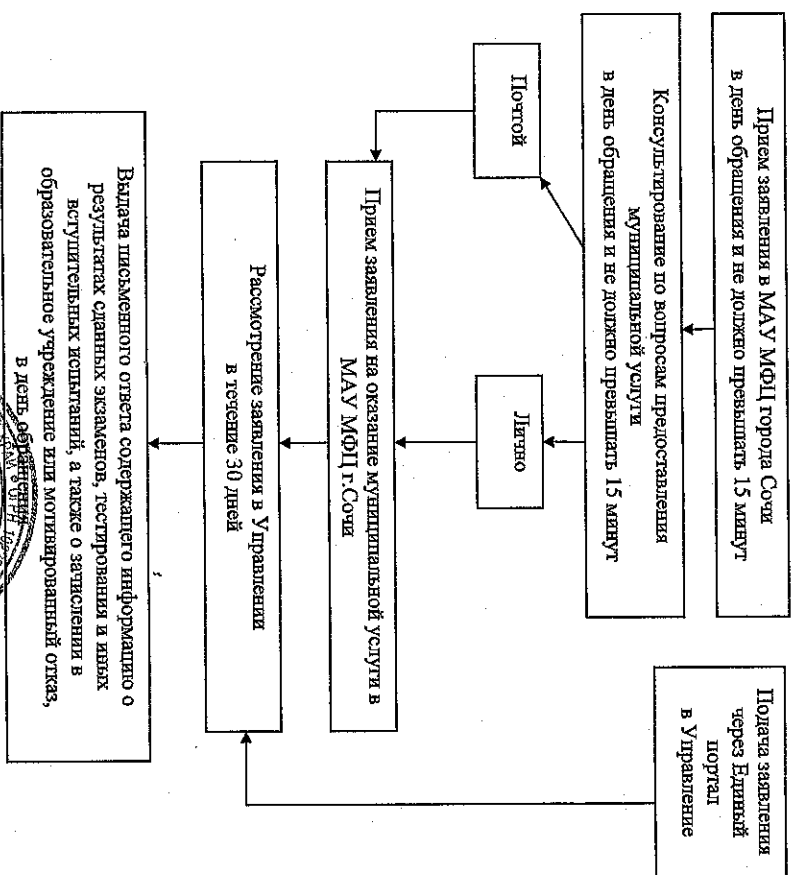 Прием заявления в МАУ МФЦ города Сочи
в день обращения и не должно превышать 15 минут
Консультирование по вопросам предоставления
муниципальной услуги
в день обращения и не должно превышать 15 минут
Подача заявления
через Единый
портал
в Управление
Почтой
Лично
Прием заявления на оказание муниципальной услуги в
МАУ МФЦ г.Сочи
Рассмотрение заявления в Управлении
в течение 30 дней
Выдача письменного ответа содержащего информацию о
результатах сданных экзаменов, тестирования и иных
вступительных испытаний, а также о зачислении в
образовательное учреждение или мотивированный отказ,
в день обращения